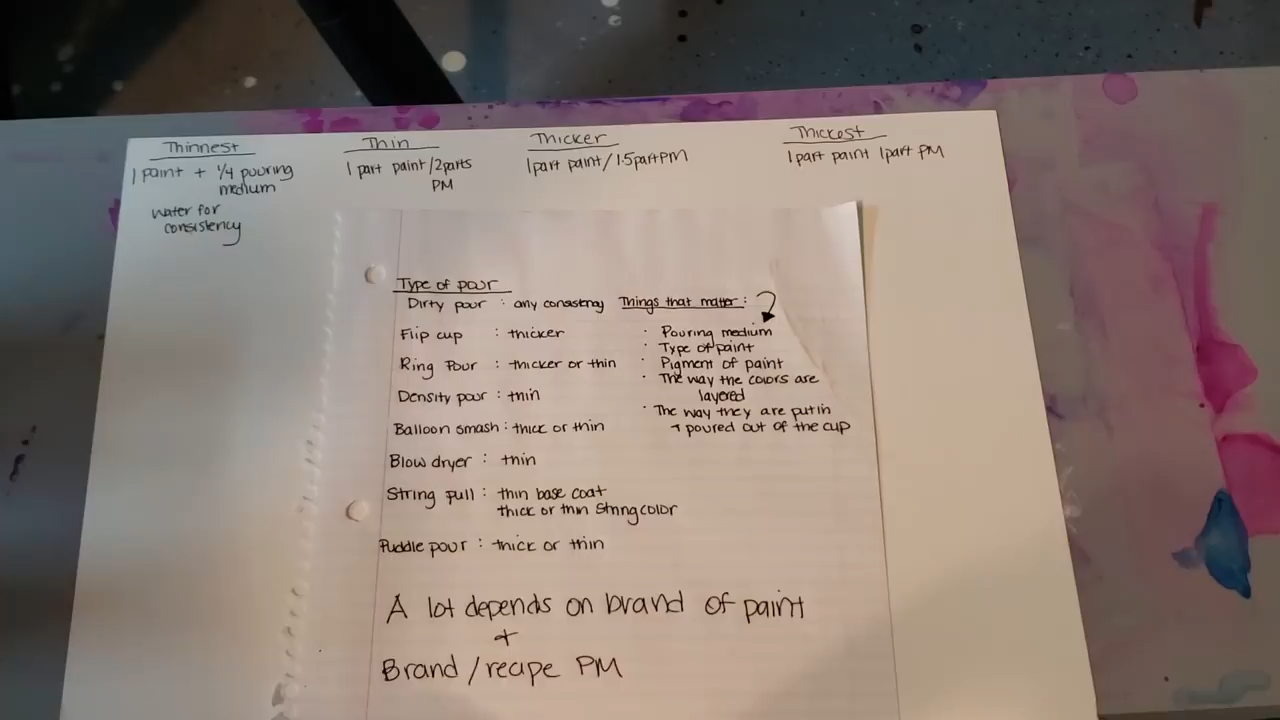 Thinnest
1 paint + 1/4 pouring
medium
water for
consistency
Thin
1 part paint/2parts
PM
Thicker
1part paint/1.5partPM
Thickest
1 part paint 1part PM
Type of pour
Dirty pour : any consisteny
Flip cup : thicker
Ring Pour : thicker or thin
Density pour : thin
Balloon smash : thick or thin
Blow dryer : thin
String pull : thin base coat
thick or thin string color
Puddle pour : thick or thin
Things that matter :
· Pouring medium
· Type of paint
· Pigment of paint
· The way the colors are
layered
· The way they are put in
+ poured out of the cup
A lot depends on brand of paint
+
Brand/recipe PM